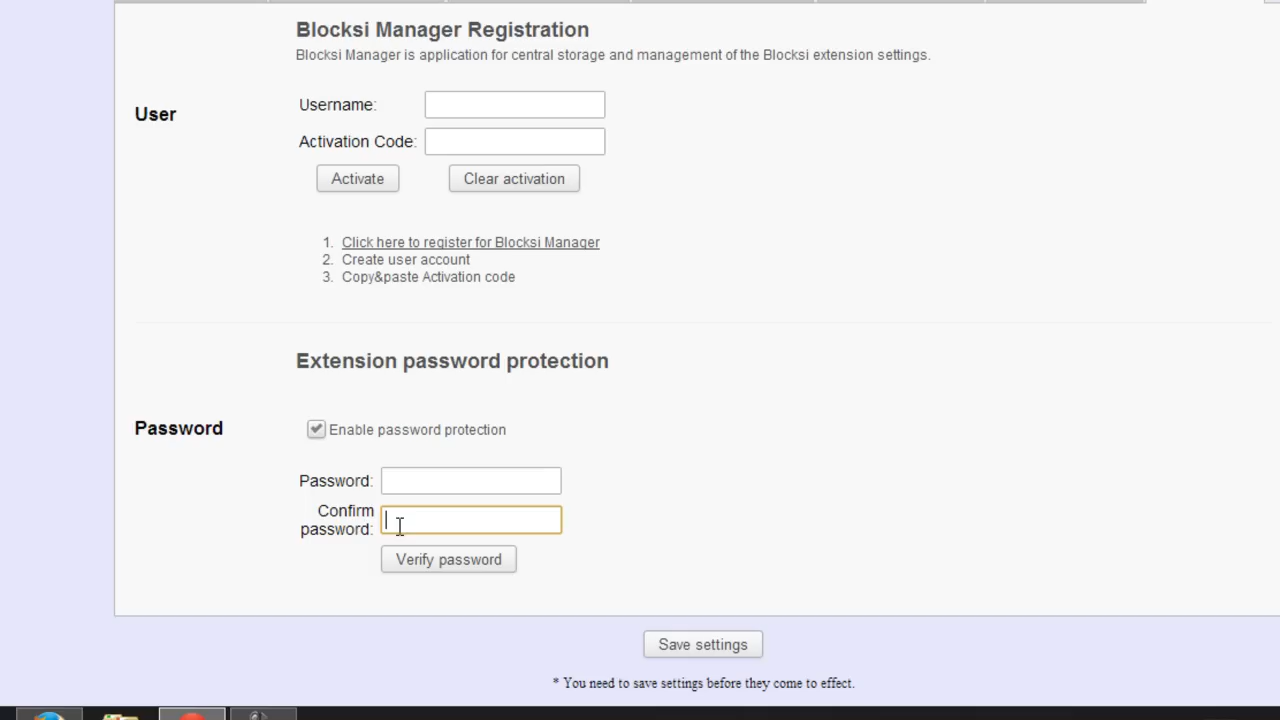 Blocksi Manager Registration
Blocksi Manager is application for central storage and management of the Blocksi extension settings.
User
Username:
Activation Code:
Activate
Clear activation
1. Click here to register for Blocksi Manager
2. Create user account
3. Copy&paste Activation code
Extension password protection
Password
Enable password protection
Password:
Confirm
password:
Verify password
Save settings
* You need to save settings before they come to effect.